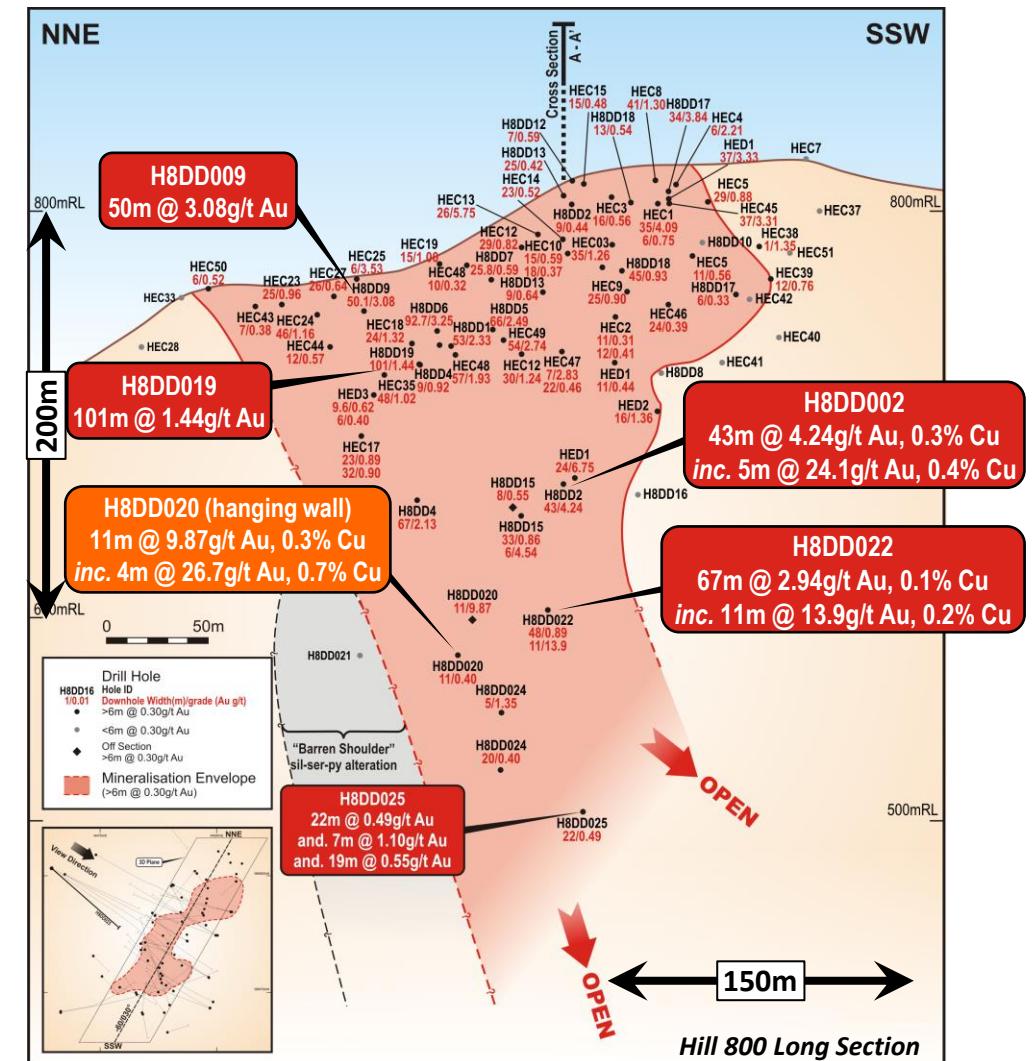 NNE
SSW
Cross Section
A - A'
HEC15
15/0.48
HEC8
41/1.30
H8DD17
34/3.84
HEC4
6/2.21
H8DD12
7/0.59
H8DD18
13/0.54
HED1
37/3.33
HEC7
H8DD13
25/0.42
HEC14
23/0.52
HEC5
29/0.88
H8DD009
50m @ 3.08g/t Au
800mRL
800mRL
HEC13
26/5.75
H8DD2
9/0.44
HEC3
16/0.56
HEC1
35/4.09
6/0.75
HEC45
37/3.31
HEC37
HEC12
29/0.82
HEC10
15/0.59
18/0.37
HEC03
35/1.26
H8DD10
HEC38
1/1.35
HEC51
HEC19
15/1.08
HEC25
6/3.53
H8DD7
25.8/0.59
H8DD18
45/0.93
HEC5
11/0.56
HEC39
12/0.76
HEC50
6/0.52
HEC23
25/0.96
HEC27
26/0.64
H8DD9
50.1/3.08
HEC48
10/0.32
H8DD13
9/0.64
HEC9
25/0.90
H8DD17
6/0.33
HEC42
HEC33
HEC43
7/0.38
HEC24
46/1.16
HEC18
24/1.32
H8DD6
92.7/3.25
H8DD5
66/2.49
HEC46
24/0.39
HEC2
11/0.31
12/0.41
HEC40
HEC28
HEC44
12/0.57
H8DD19
101/1.44
H8DD1
53/2.33
HEC49
54/2.74
HEC41
H8DD4
9/0.92
HEC48
57/1.93
HEC12
30/1.24
HEC47
7/2.83
22/0.46
HED1
11/0.44
H8DD8
H8DD019
101m @ 1.44g/t Au
200m
HEC35
48/1.02
HED3
9.6/0.62
6/0.40
HED2
16/1.36
H8DD002
43m @ 4.24g/t Au, 0.3% Cu
inc. 5m @ 24.1g/t Au, 0.4% Cu
HEC17
23/0.89
32/0.90
HED1
24/6.75
H8DD15
8/0.55
H8DD2
43/4.24
H8DD16
H8DD4
67/2.13
H8DD15
33/0.86
6/4.54
H8DD020 (hanging wall)
11m @ 9.87g/t Au, 0.3% Cu
inc. 4m @ 26.7g/t Au, 0.7% Cu
H8DD022
67m @ 2.94g/t Au, 0.1% Cu
inc. 11m @ 13.9g/t Au, 0.2% Cu
H8DD020
11/9.87
H8DD022
48/0.89
11/13.9
0 50m
H8DD021
H8DD020
11/0.40
H8DD024
5/1.35
Drill Hole
H8DD16 Hole ID
1/0.01 Downhole Width(m)/grade (Au g/t)
>6m @ 0.30g/t Au
<6m @ 0.30g/t Au
Off Section
>6m @ 0.30g/t Au
Mineralisation Envelope
(>6m @ 0.30g/t Au)
"Barren Shoulder"
sil-ser-py alteration
H8DD024
20/0.40
OPEN
H8DD025
22m @ 0.49g/t Au
and. 7m @ 1.10g/t Au
and. 19m @ 0.55g/t Au
H8DD025
22/0.49
500mRL
View Direction
NNE
SSW
OPEN
150m
Hill 800 Long Section